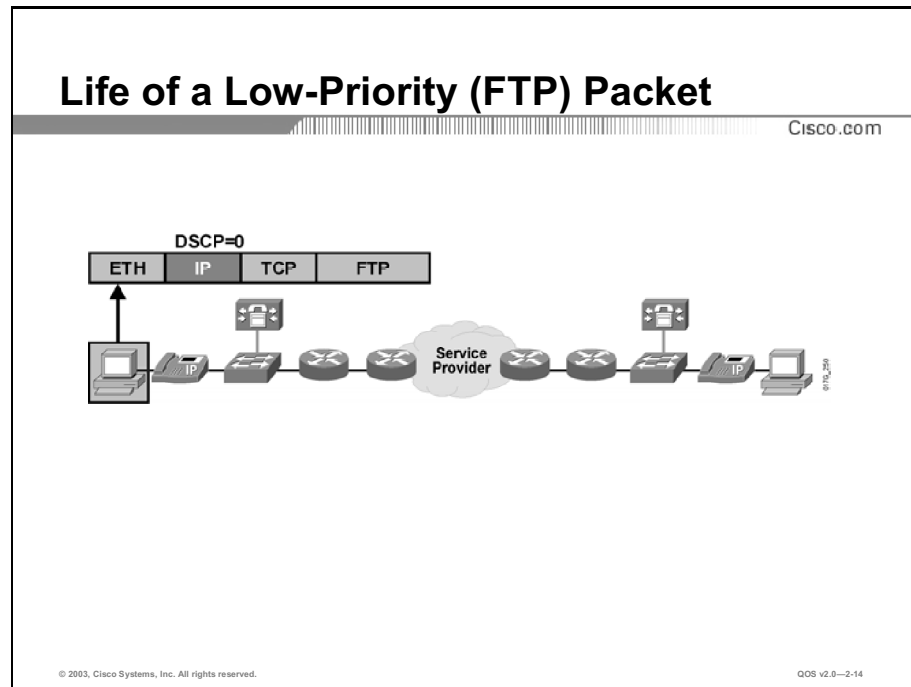 Life of a Low-Priority (FTP) Packet
Cisco.com
DSCP=0
ETH IP TCP FTP
IP
Service
Provider
IP
017G_250
© 2003, Cisco Systems, Inc. All rights reserved.
QOS v2.0—2-14